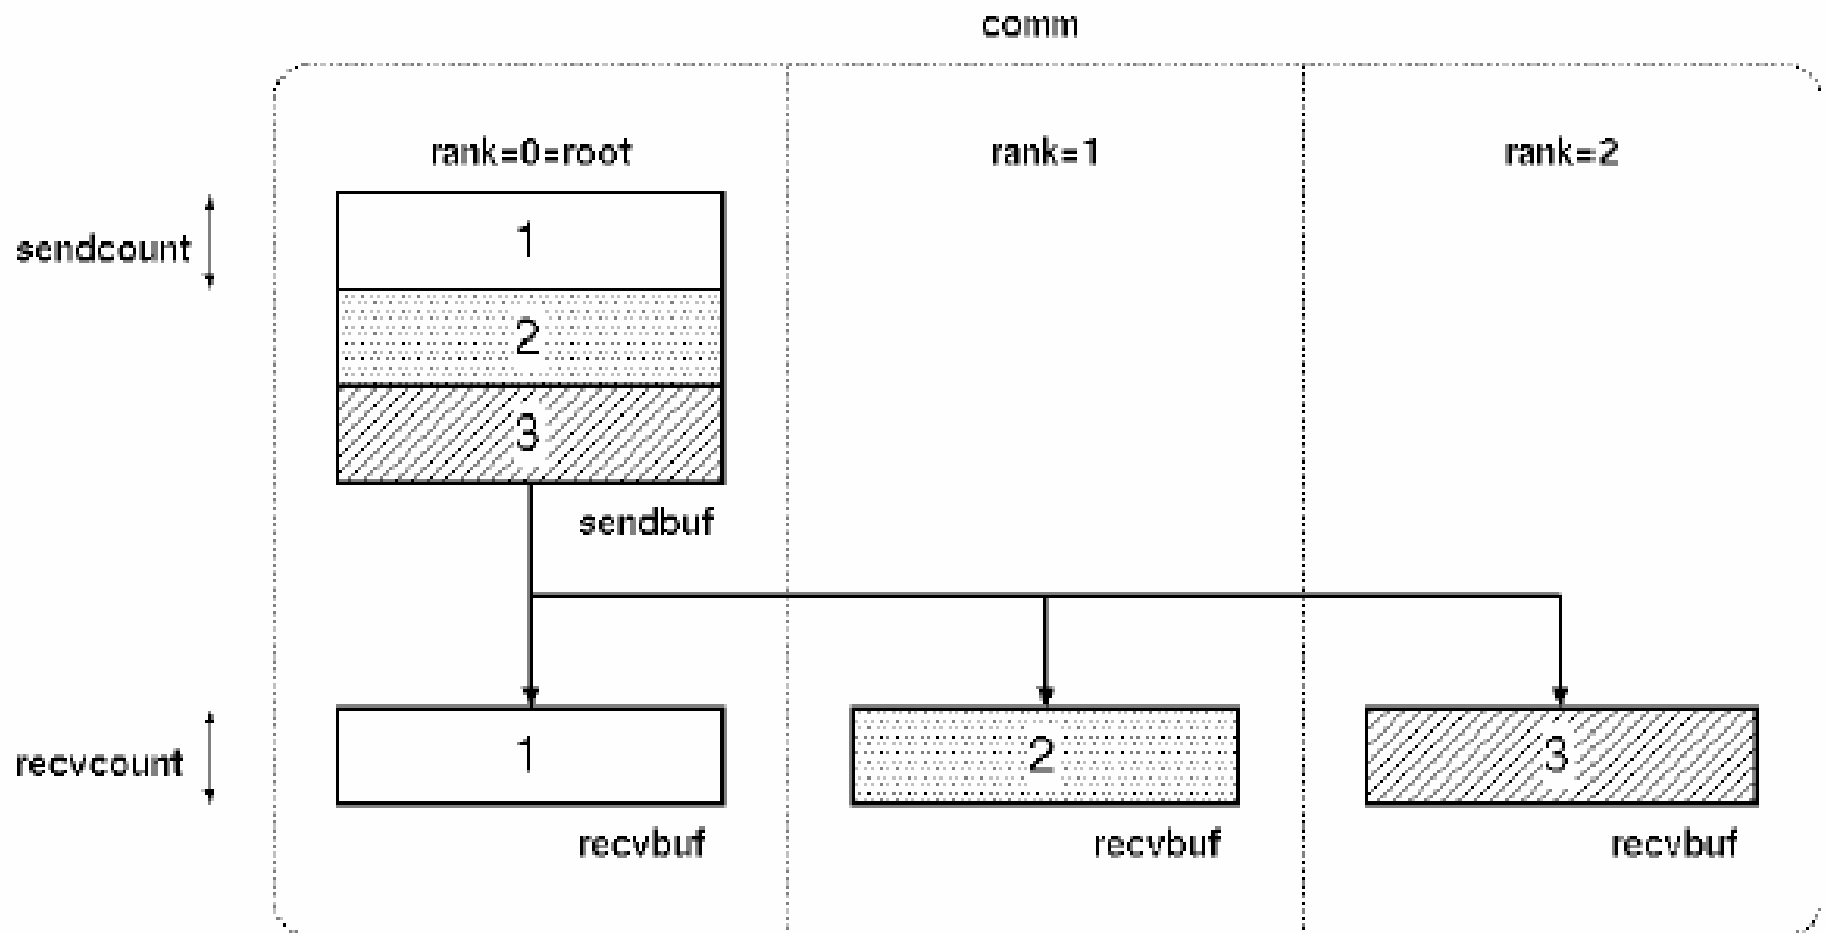 comm
rank=0=root
rank=1
rank=2
sendcount
1
2
3
sendbuf
recvcount
1
2
3
recvbuf
recvbuf
recvbuf